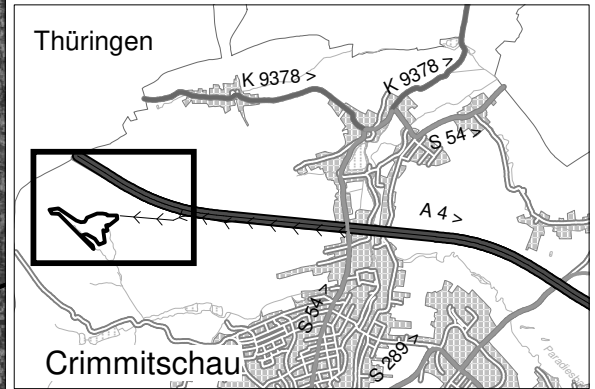 Thüringen
K 9378 >
K 9378 >
S 54 >
A 4 >
S 54 >
S 289 >
Crimmitschau